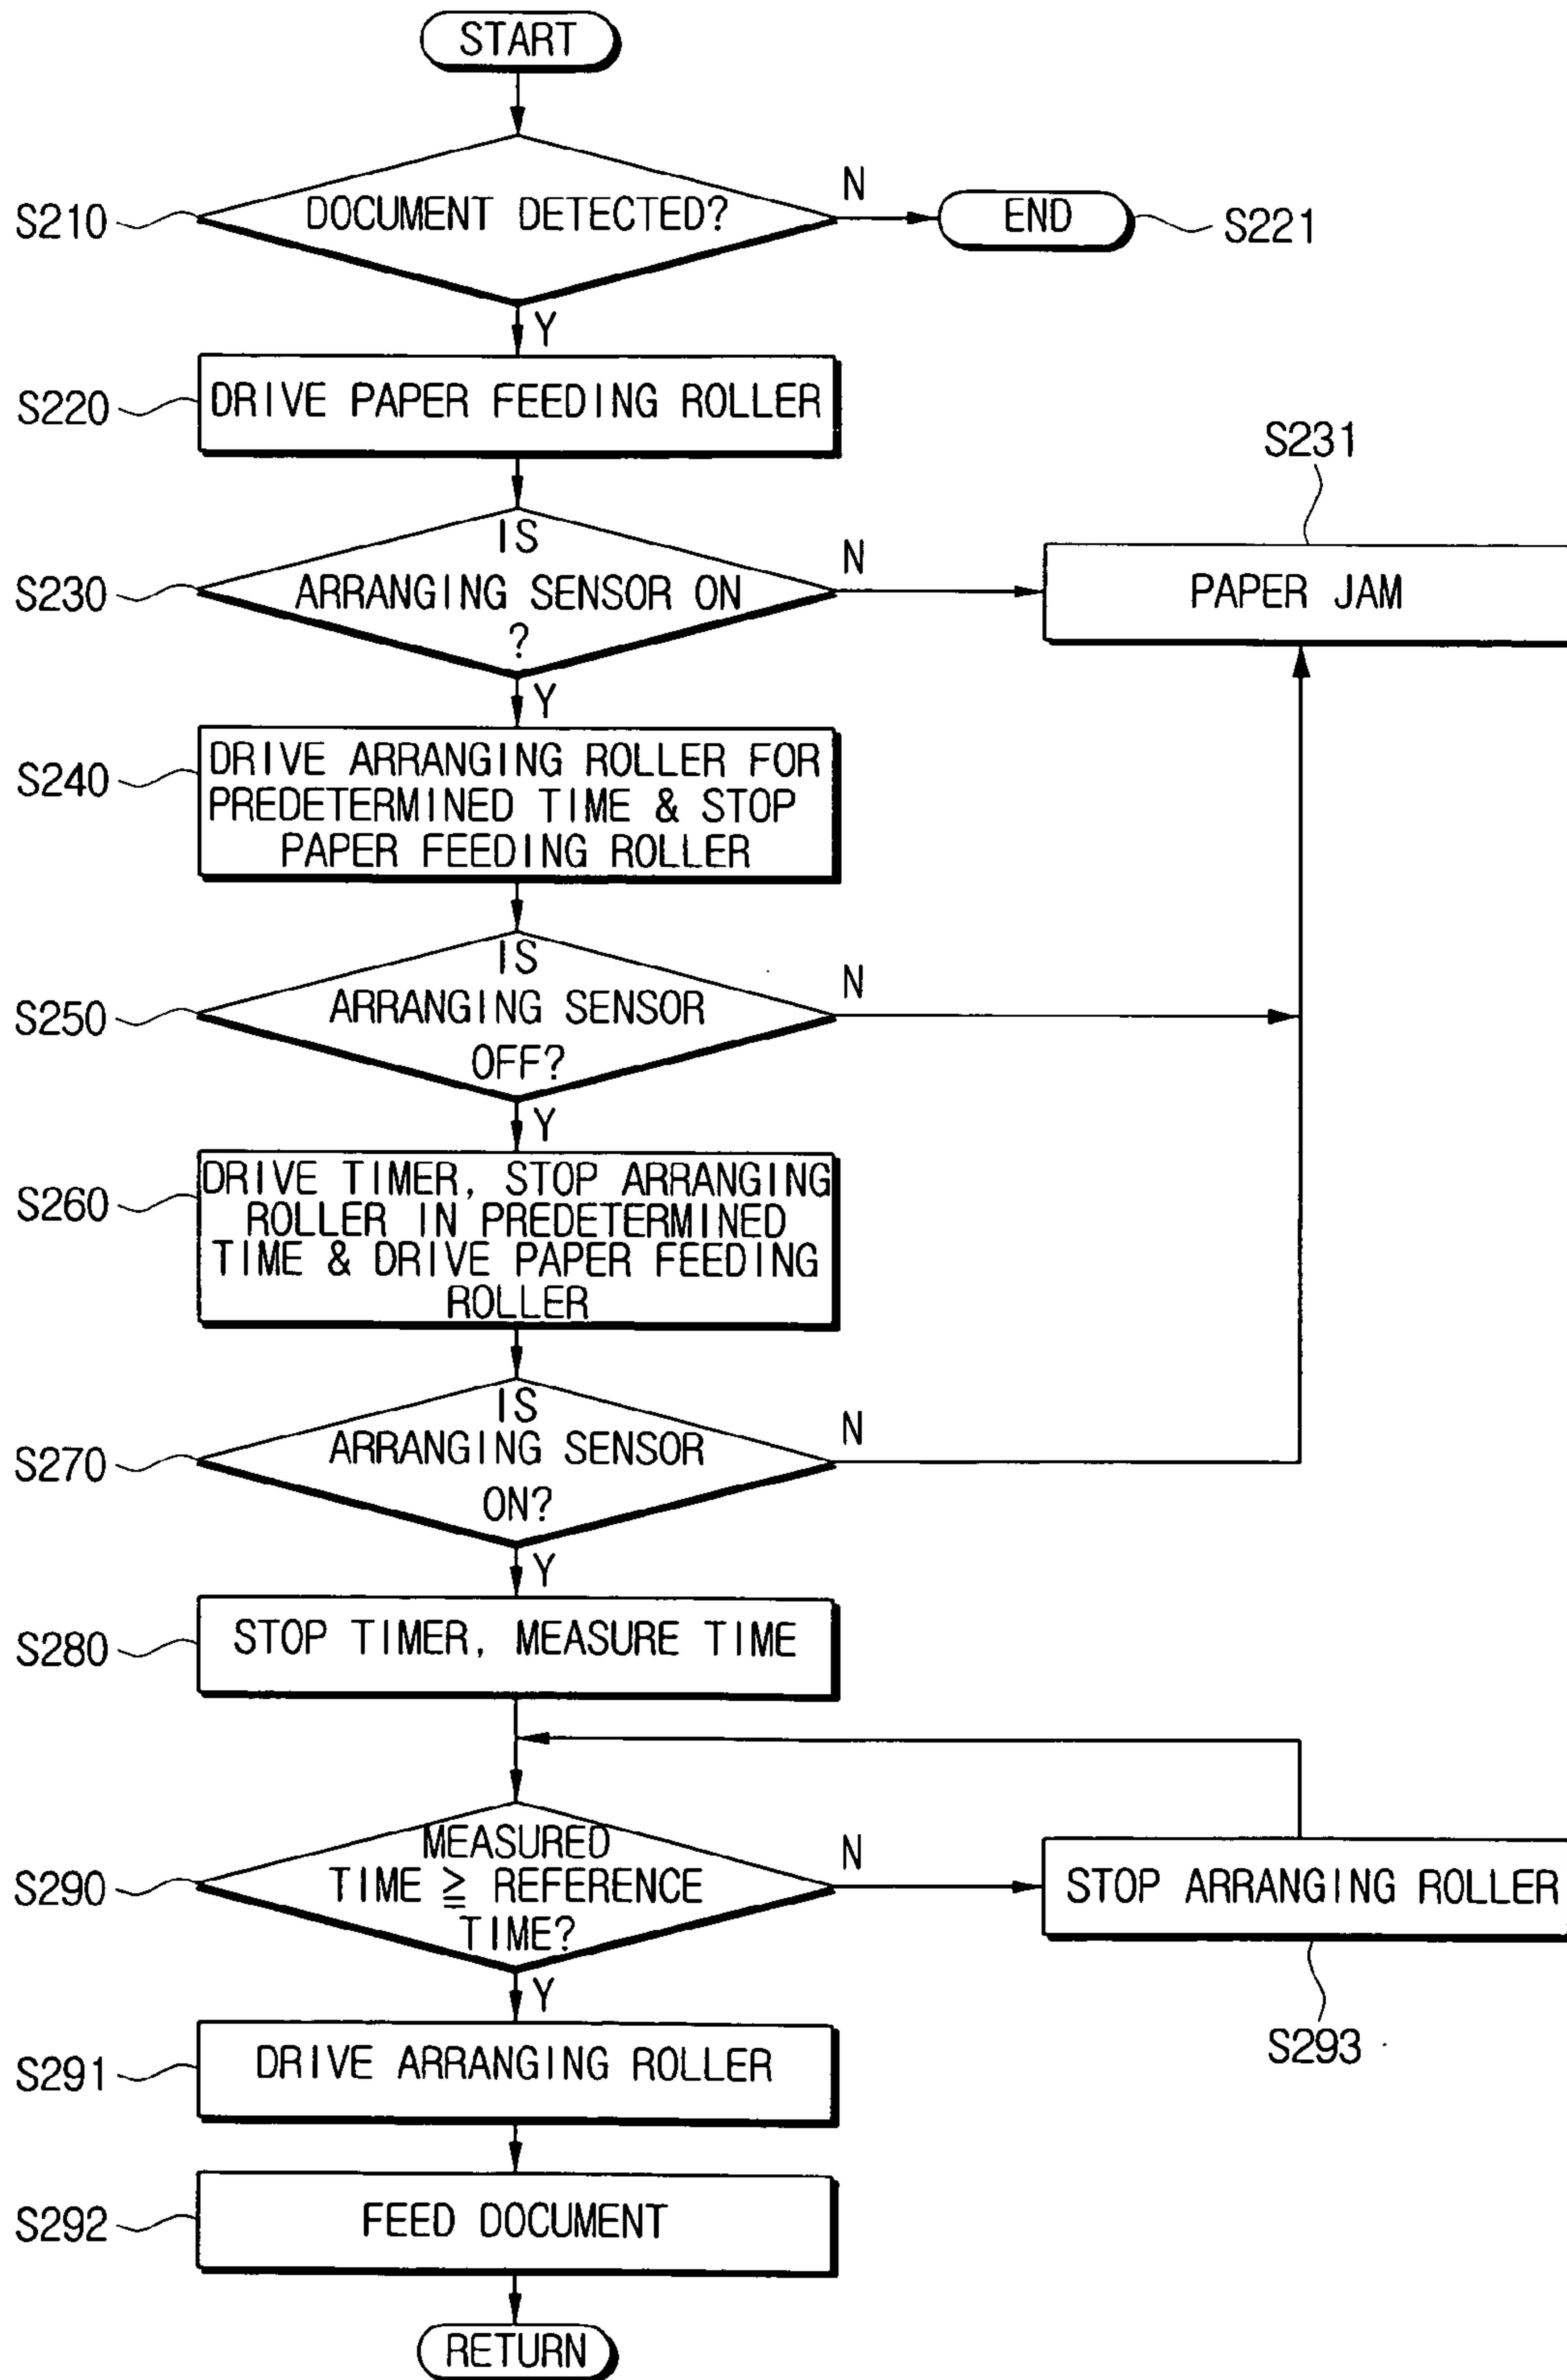 START
S210
DOCUMENT DETECTED?
N
END
S221
Y
S220
DRIVE PAPER FEEDING ROLLER
S231
S230
IS
ARRANGING SENSOR ON
?
N
PAPER JAM
Y
S240
DRIVE ARRANGING ROLLER FOR
PREDETERMINED TIME & STOP
PAPER FEEDING ROLLER
S250
IS
ARRANGING SENSOR
OFF?
N
Y
S260
DRIVE TIMER, STOP ARRANGING
ROLLER IN PREDETERMINED
TIME & DRIVE PAPER FEEDING
ROLLER
S270
IS
ARRANGING SENSOR
ON?
N
Y
S280
STOP TIMER, MEASURE TIME
S290
MEASURED
TIME ≧ REFERENCE
TIME?
N
STOP ARRANGING ROLLER
S293
Y
S291
DRIVE ARRANGING ROLLER
S292
FEED DOCUMENT
RETURN